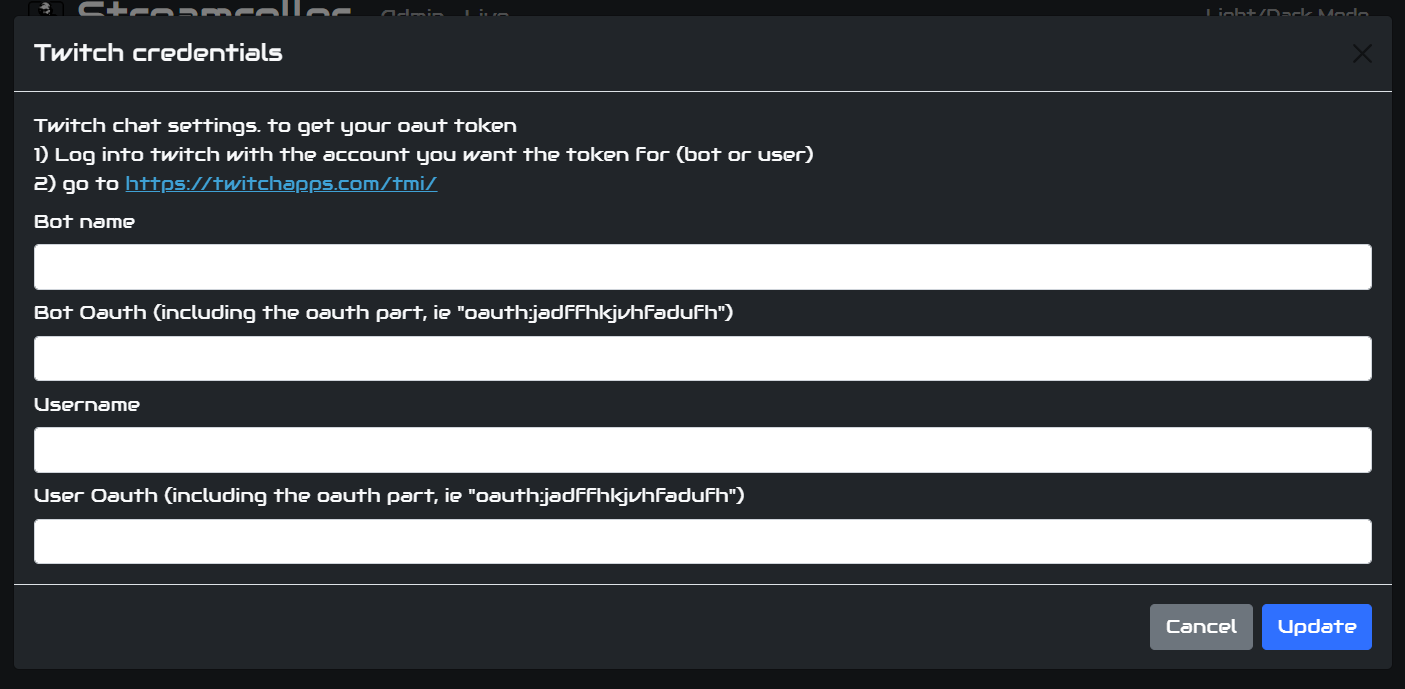 Streamroller Admin Live Light/Dark Mode
Twitch credentials
Twitch chat settings. to get your oaut token
1) Log into twitch with the account you want the token for (bot or user)
2) go to https://twitchapps.com/tmi/
Bot name
Bot Oauth (including the oauth part, ie "oauth:jadffhkjvhfadufh")
Username
User Oauth (including the oauth part, ie "oauth:jadffhkjvhfadufh")
Cancel Update